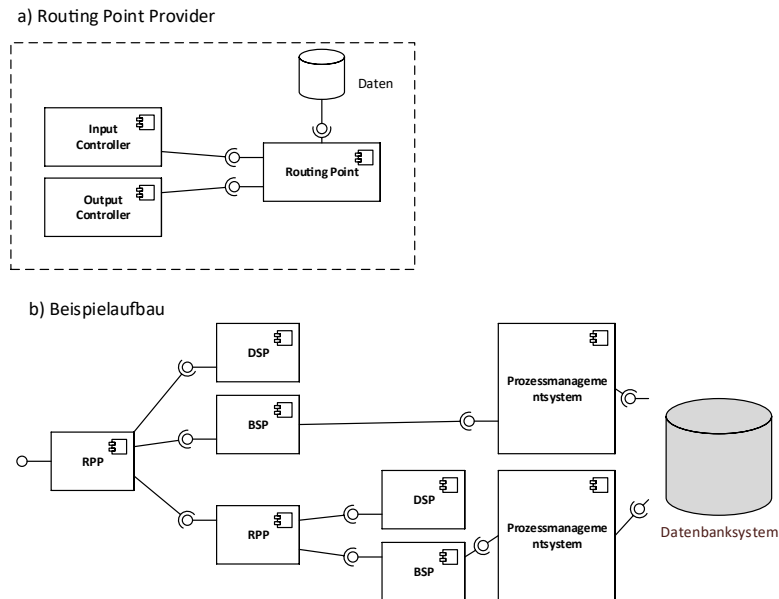 a) Routing Point Provider
Daten
Input
Controller
Routing Point
Output
Controller
b) Beispielaufbau
DSP
Prozessmanageme
ntsystem
BSP
RPP
DSP
Prozessmanageme
ntsystem
RPP
Datenbanksystem
BSP